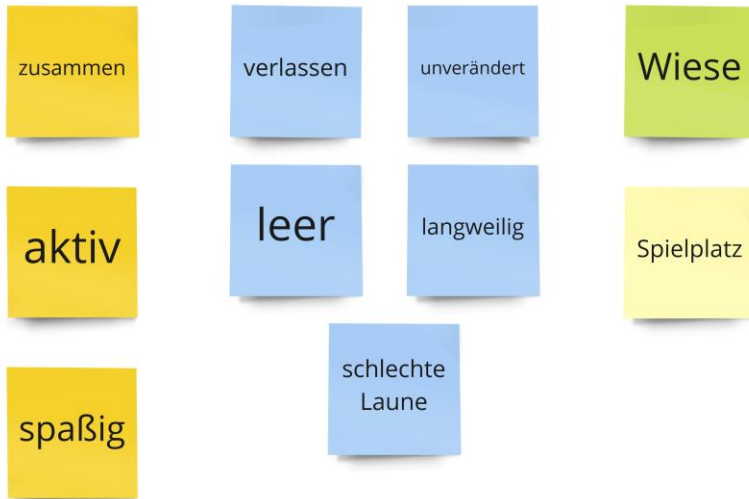 zusammen
verlassen
unverändert
Wiese
aktiv
leer
langweilig
Spielplatz
schlechte
Laune
spaßig